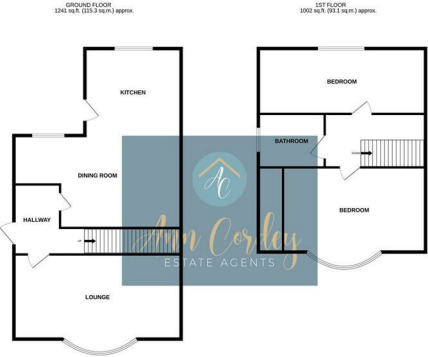 GROUND FLOOR
1241 sq.ft. (115.3 sq.m.) approx.
1ST FLOOR
1002 sq.ft. (93.1 sq.m.) approx.
KITCHEN
BEDROOM
BATHROOM
DINING ROOM
AC
HALLWAY
BEDROOM
Ann Cordey
ESTATE AGENTS
LOUNGE